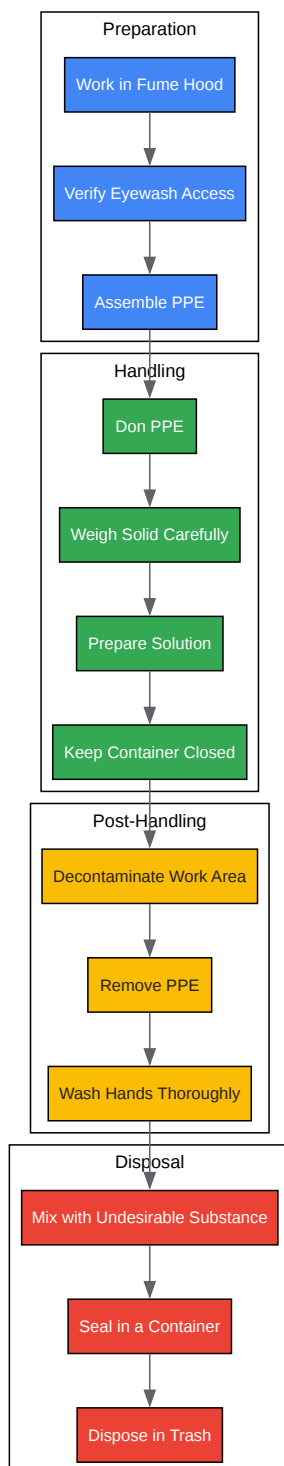 Preparation
Work in Fume Hood
Verify Eyewash Access
Assemble PPE
Handling
Don PPE
Weigh Solid Carefully
Prepare Solution
Keep Container Closed
Post-Handling
Decontaminate Work Area
Remove PPE
Wash Hands Thoroughly
Disposal
Mix with Undesirable Substance
Seal in a Container
Dispose in Trash